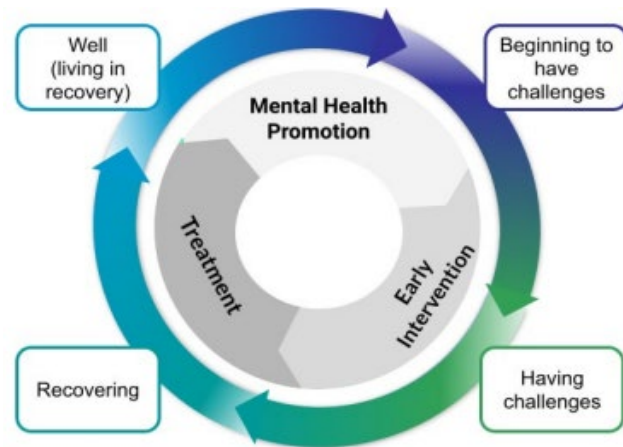 Well
(living in
recovery)
Beginning to
have
challenges
Mental Health
Promotion
Treatment
Early
Intervention
Recovering
Having
challenges